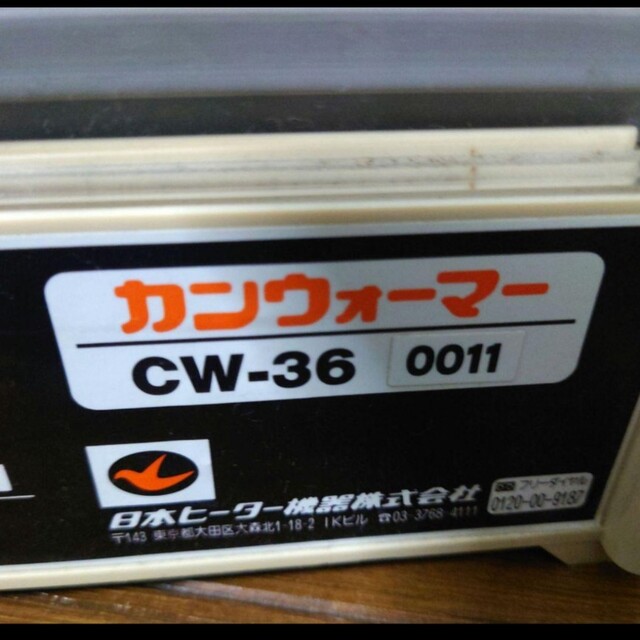 カンウォーマー
CW-36 0011
日本ヒーター機器株式会社
〒143 東京都大田区大森北1-18-2 IKビル ☎03-3768-4111
フリーダイヤル
0120-00-9187